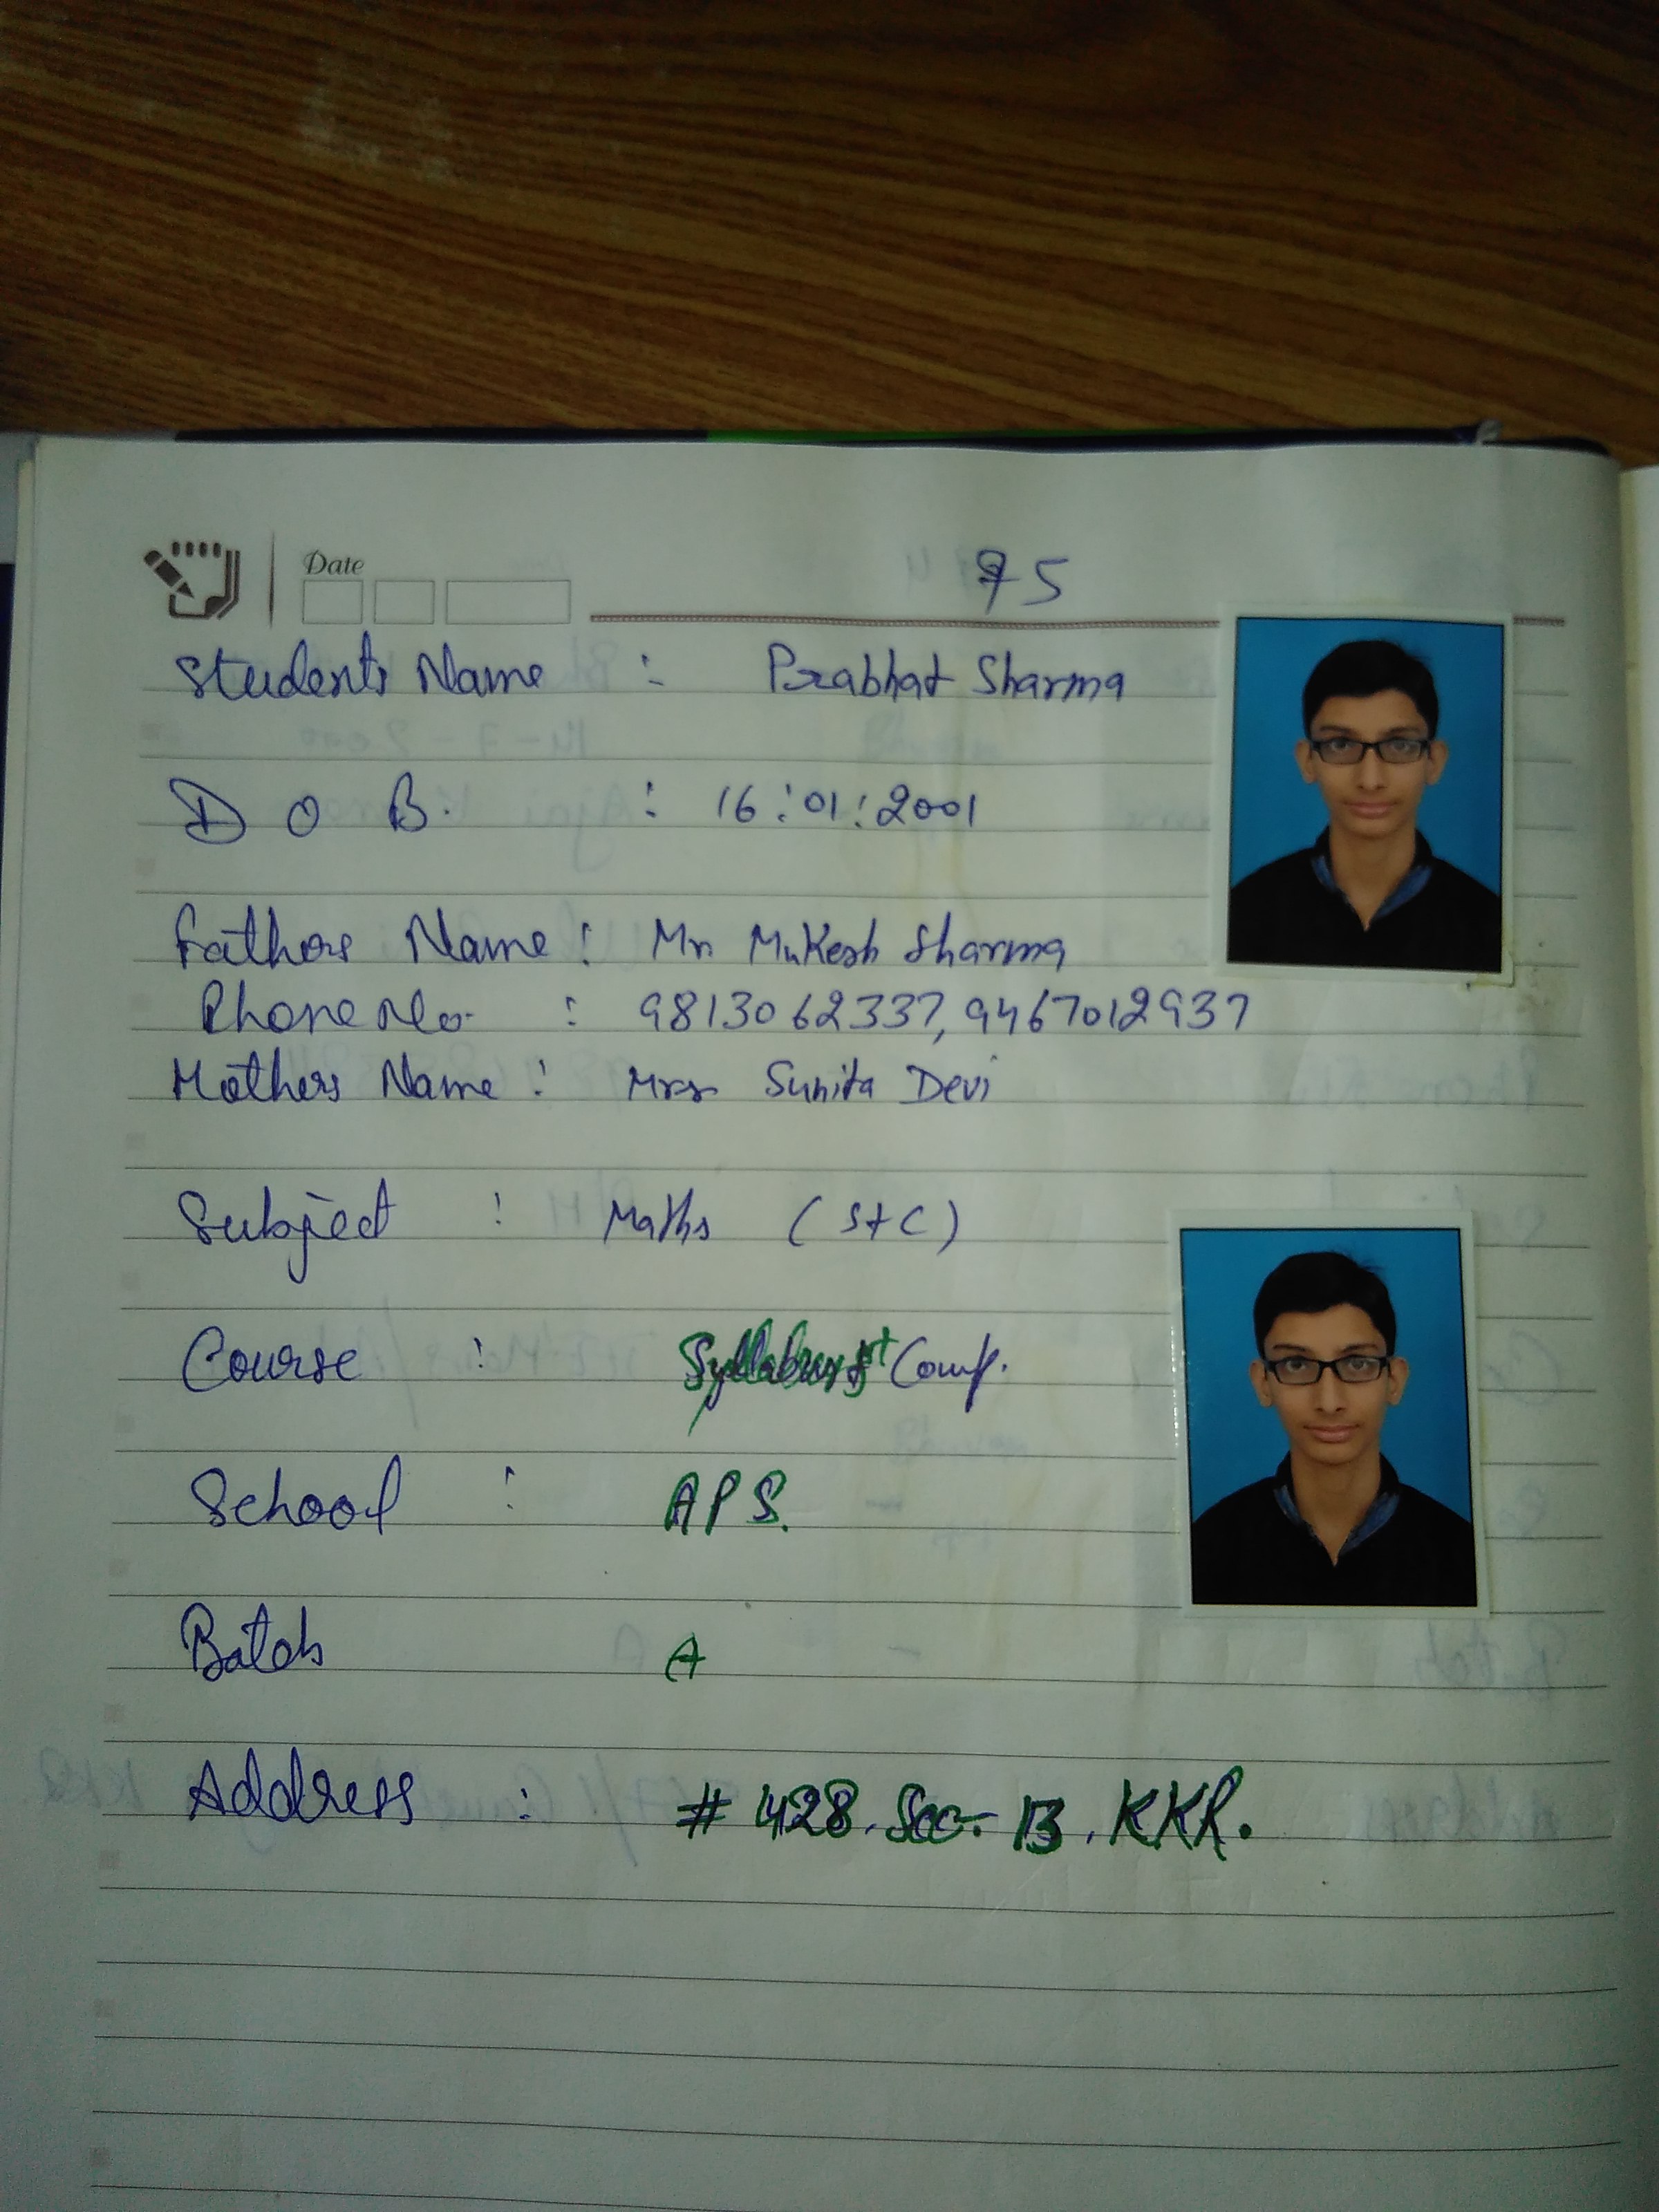 Date
75
Students Name : Prabhat Sharma
D O B. : 16:01:2001
Fathers Name : Mr. Mukesh Sharma
Phone No. : 9813062337, 9467012937
Mothers Name : Mrs Sunita Devi
Subject : Maths (S+C)
Course : Syllabus + Comp.
School : APS.
Batch A
Address : # 428. Sec- 13. KKR.